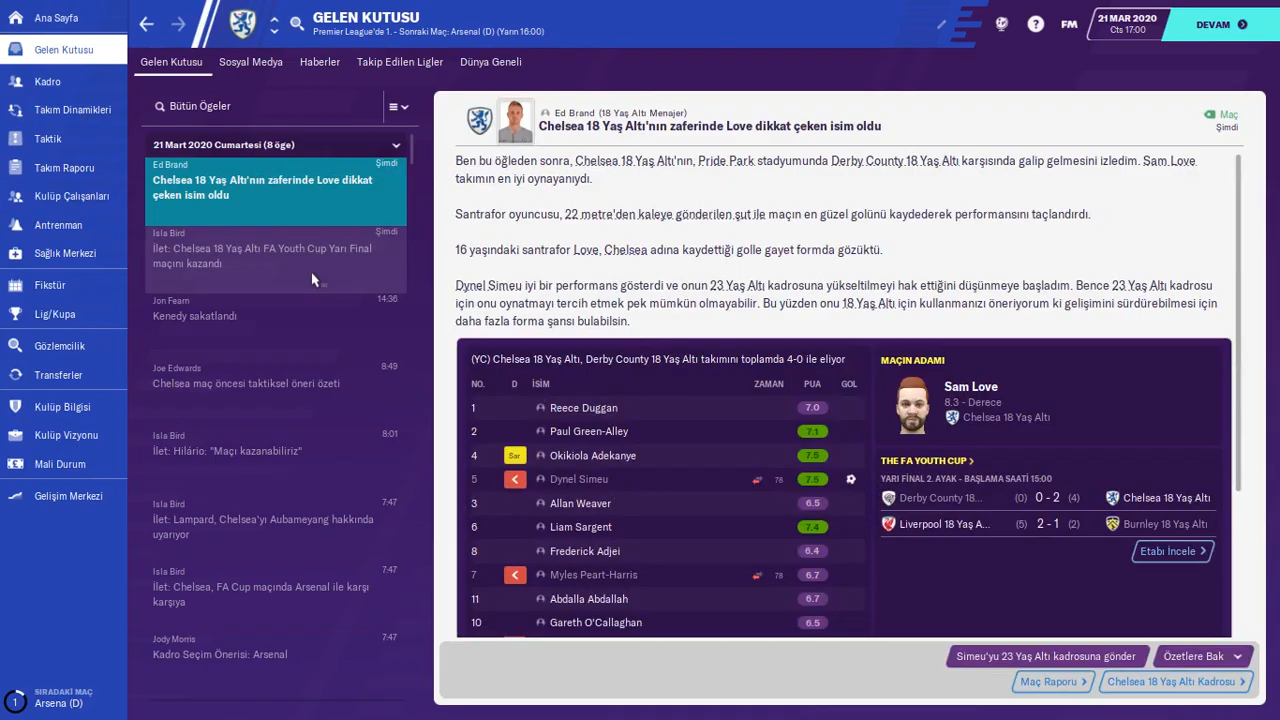 Ana Sayfa
Gelen Kutusu
Kadro
Takım Dinamikleri
Taktik
Takım Raporu
Kulüp Çalışanları
Antrenman
Sağlık Merkezi
Fikstür
Lig/Kupa
Gözlemcilik
Transferler
Kulüp Bilgisi
Kulüp Vizyonu
Mali Durum
Gelişim Merkezi
1
SIRADAKİ MAÇ
Arsena (D)
GELEN KUTUSU
Premier League'de 1. - Sonraki Maç: Arsenal (D) (Yarın 16:00)
?
FM
21 MAR 2020
Cts 17:00
DEVAM
Gelen Kutusu Sosyal Medya Haberler Takip Edilen Ligler Dünya Geneli
Bütün Ögeler
21 Mart 2020 Cumartesi (8 öge)
Ed Brand Şimdi
Chelsea 18 Yaş Altı'nın zaferinde Love dikkat
çeken isim oldu
Isla Bird Şimdi
İlet: Chelsea 18 Yaş Altı FA Youth Cup Yarı Final
maçını kazandı
Jon Fearn 14:36
Kenedy sakatlandı
Joe Edwards 8:49
Chelsea maç öncesi taktiksel öneri özeti
Isla Bird 8:01
İlet: Hilário: "Maçı kazanabiliriz"
Isla Bird 7:47
İlet: Lampard, Chelsea'yı Aubameyang hakkında
uyarıyor
Isla Bird 7:47
İlet: Chelsea, FA Cup maçında Arsenal ile karşı
karşıya
Jody Morris 7:47
Kadro Seçim Önerisi: Arsenal
Ed Brand (18 Yaş Altı Menajer)
Chelsea 18 Yaş Altı'nın zaferinde Love dikkat çeken isim oldu
Maç
Şimdi
Ben bu öğleden sonra, Chelsea 18 Yaş Altı'nın, Pride Park stadyumunda Derby County 18 Yaş Altı karşısında galip gelmesini izledim. Sam Love
takımın en iyi oynayanıydı.
Santrafor oyuncusu, 22 metre'den kaleye gönderilen şut ile maçın en güzel golünü kaydederek performansını taçlandırdı.
16 yaşındaki santrafor Love, Chelsea adına kaydettiği golle gayet formda gözüktü.
Dynel Simeu iyi bir performans gösterdi ve onun 23 Yaş Altı kadrosuna yükseltilmeyi hak ettiğini düşünmeye başladım. Bence 23 Yaş Altı kadrosu
için onu oynatmayı tercih etmek pek mümkün olmayabilir. Bu yüzden onu 18 Yaş Altı için kullanmanızı öneriyorum ki gelişimini sürdürebilmesi için
daha fazla forma şansı bulabilsin.
(YC) Chelsea 18 Yaş Altı, Derby County 18 Yaş Altı takımını toplamda 4-0 ile eliyor
NO. D İSİM ZAMAN PUA GOL
1 Reece Duggan 7.0
2 Paul Green-Alley 7.1
4 Sar Okikiola Adekanye 7.5
5 Dynel Simeu 78 7.5
3 Allan Weaver 6.5
6 Liam Sargent 7.4
8 Frederick Adjei 6.4
7 Myles Peart-Harris 78 6.7
11 Abdalla Abdallah 6.7
10 Gareth O'Callaghan 6.5
MAÇIN ADAMI
Sam Love
8.3 - Derece
Chelsea 18 Yaş Altı
THE FA YOUTH CUP
YARI FİNAL 2. AYAK - BAŞLAMA SAATİ 15:00
Derby County 18... (0) 0 - 2 (4) Chelsea 18 Yaş Altı
Liverpool 18 Yaş A... (5) 2 - 1 (2) Burnley 18 Yaş Altı
Etabı İncele
Simeu'yu 23 Yaş Altı kadrosuna gönder
Özetlere Bak
Maç Raporu
Chelsea 18 Yaş Altı Kadrosu